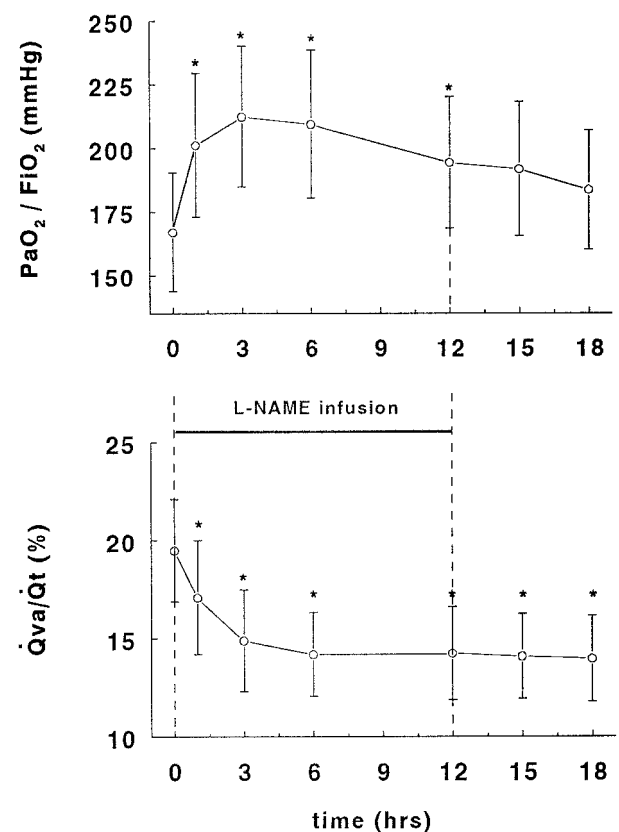 250
225
200
175
150
PaO2 / FiO2 (mmHg)
* * * *
0 3 6 9 12 15 18
L-NAME infusion
25
20
15
10
Q̇va/Q̇t (%)
* * * * * *
0 3 6 9 12 15 18
time (hrs)